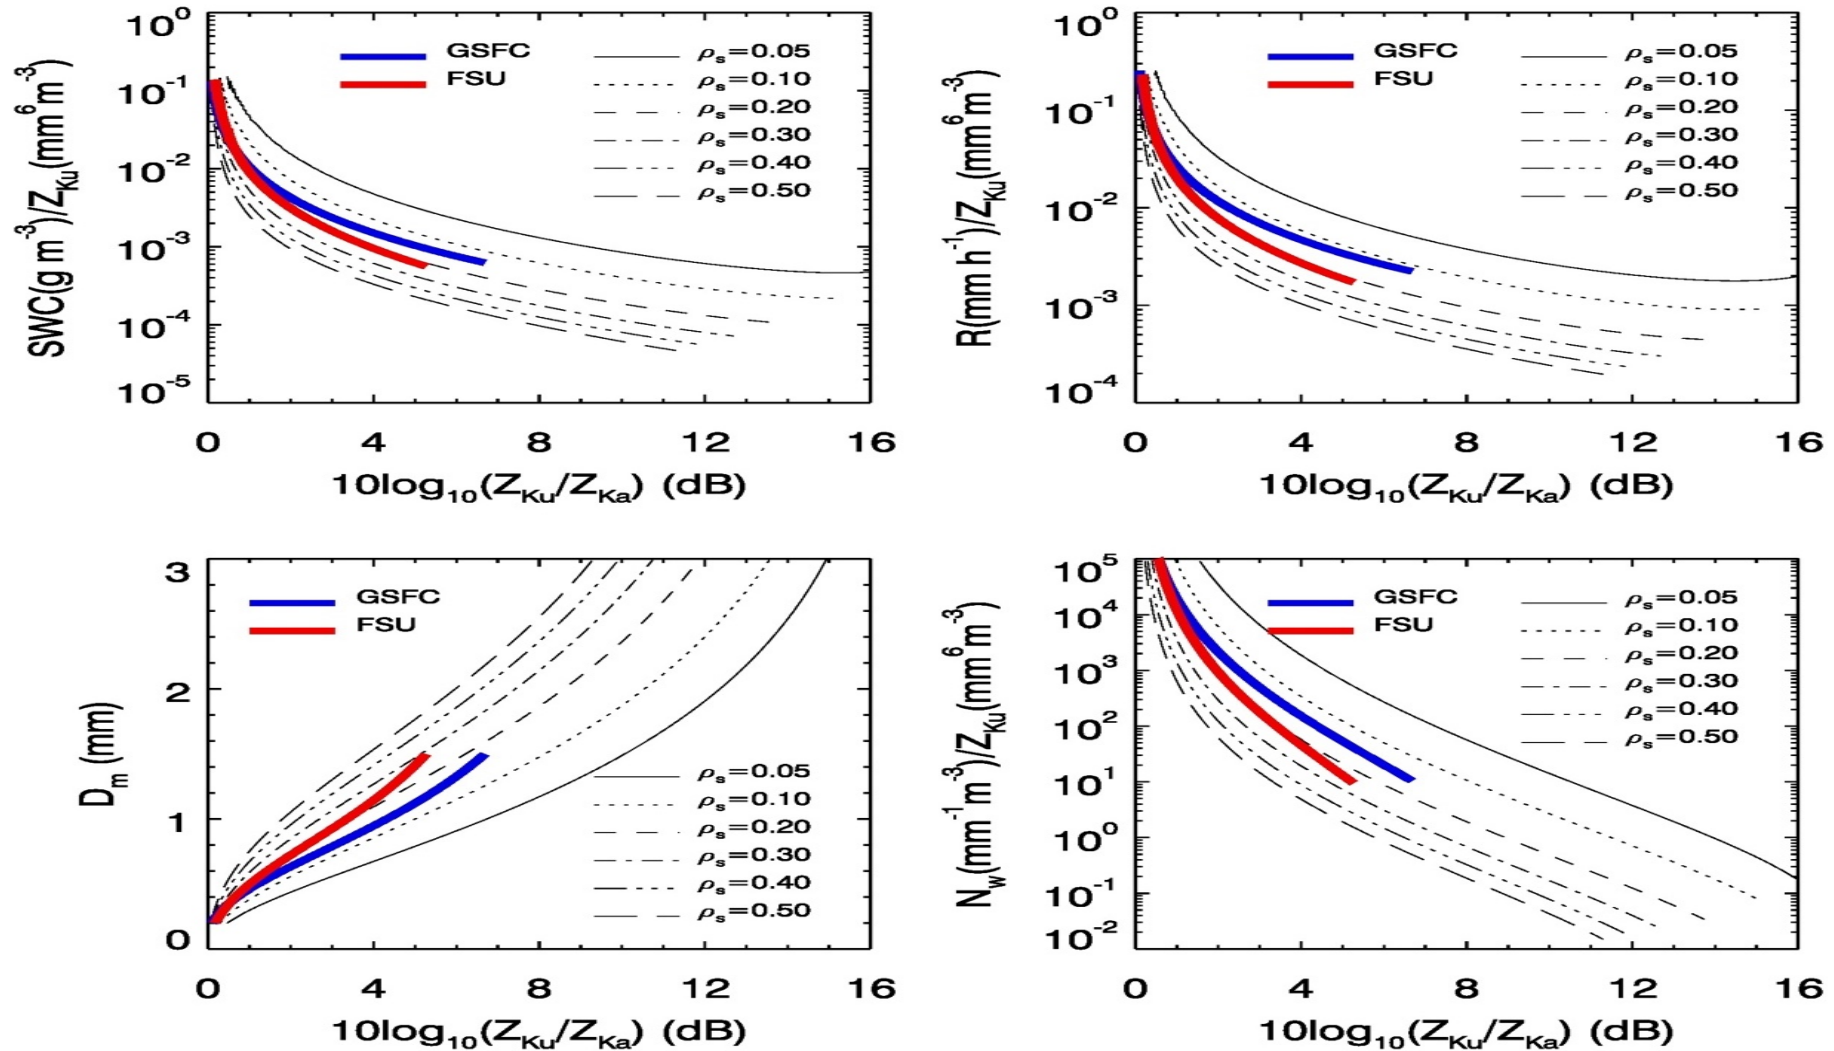 SWC(g m⁻³)/Z_Ku(mm⁶m⁻³)
10⁰
10⁻¹
10⁻²
10⁻³
10⁻⁴
10⁻⁵
GSFC
FSU
ρₛ=0.05
ρₛ=0.10
ρₛ=0.20
ρₛ=0.30
ρₛ=0.40
ρₛ=0.50
0 4 8 12 16
10log₁₀(Z_Ku/Z_Ka) (dB)
R(mm h⁻¹)/Z_Ku(mm⁶m⁻³)
10⁰
10⁻¹
10⁻²
10⁻³
10⁻⁴
GSFC
FSU
ρₛ=0.05
ρₛ=0.10
ρₛ=0.20
ρₛ=0.30
ρₛ=0.40
ρₛ=0.50
0 4 8 12 16
10log₁₀(Z_Ku/Z_Ka) (dB)
D_m (mm)
3
2
1
0
GSFC
FSU
ρₛ=0.05
ρₛ=0.10
ρₛ=0.20
ρₛ=0.30
ρₛ=0.40
ρₛ=0.50
0 4 8 12 16
10log₁₀(Z_Ku/Z_Ka) (dB)
N_w(mm⁻¹m⁻³)/Z_Ku(mm⁶m⁻³)
10⁵
10⁴
10³
10²
10¹
10⁰
10⁻¹
10⁻²
GSFC
FSU
ρₛ=0.05
ρₛ=0.10
ρₛ=0.20
ρₛ=0.30
ρₛ=0.40
ρₛ=0.50
0 4 8 12 16
10log₁₀(Z_Ku/Z_Ka) (dB)